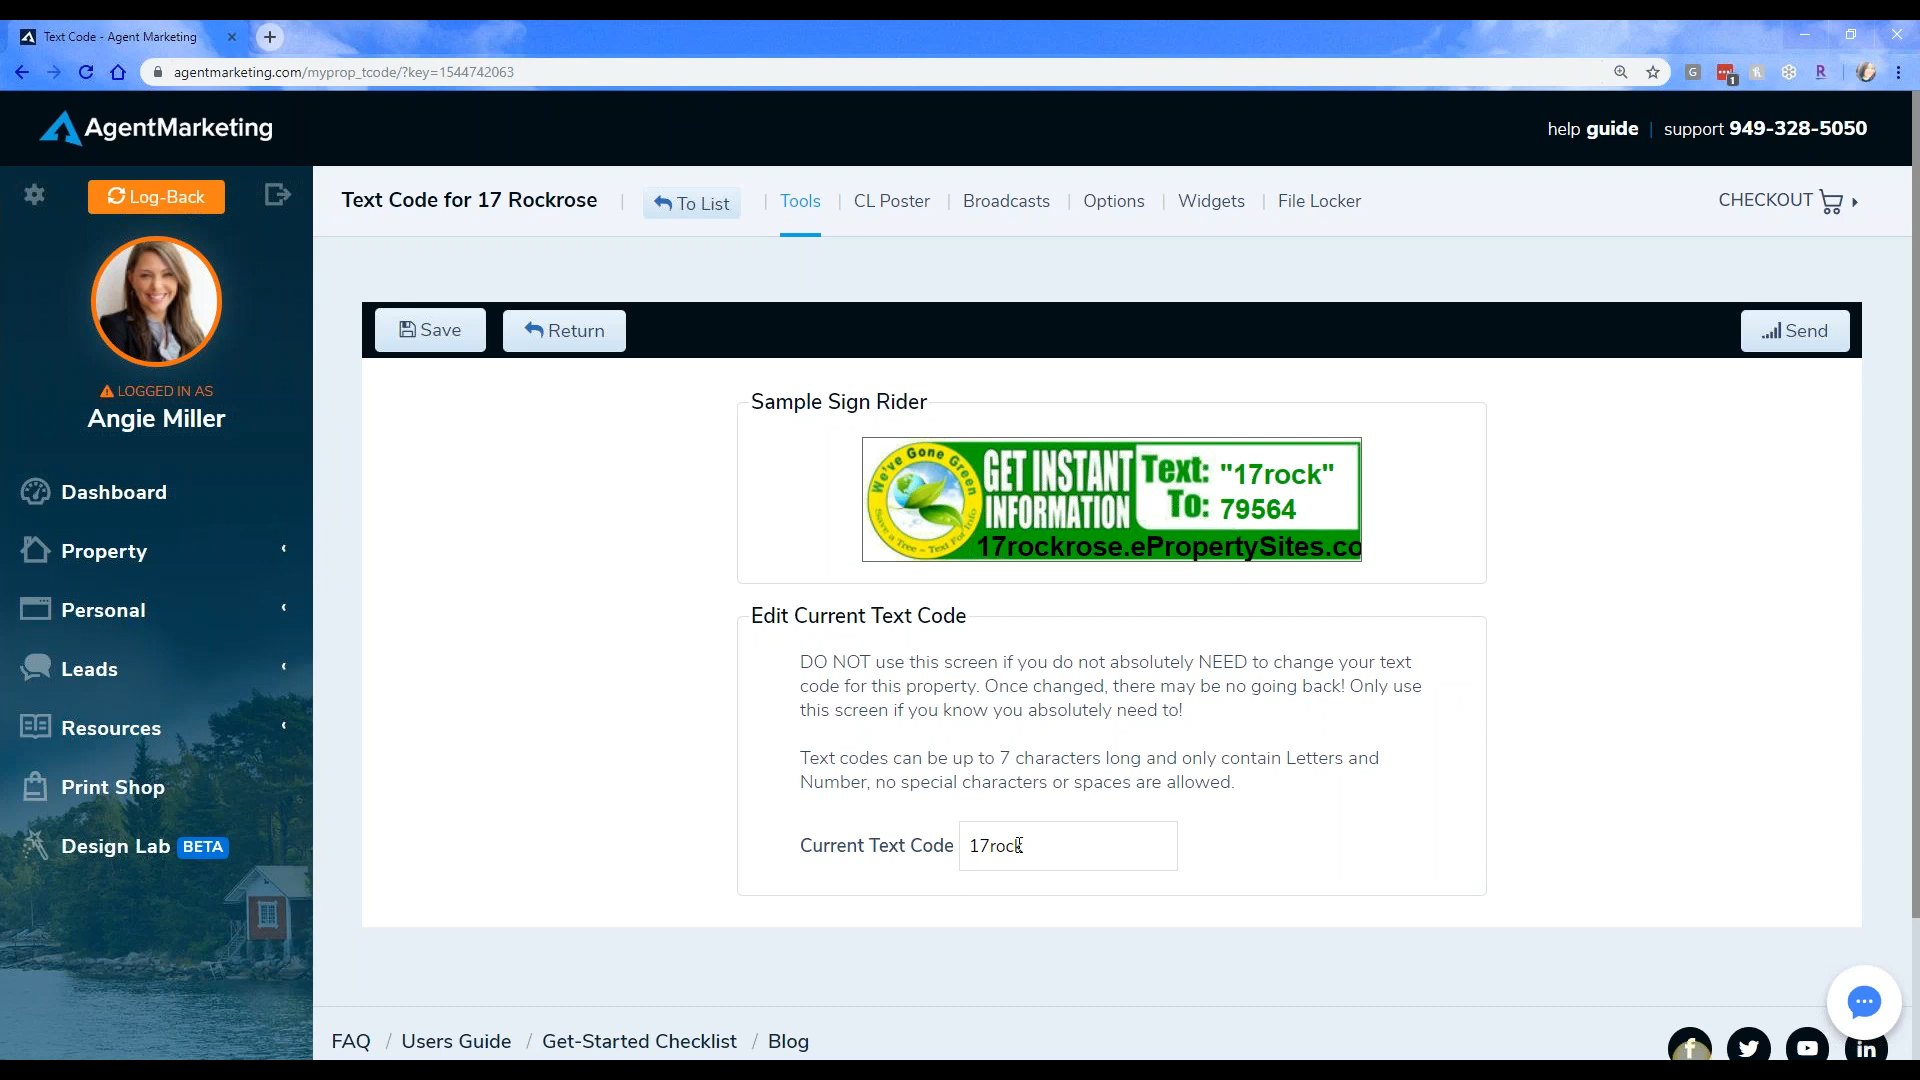 Text Code - Agent Marketing
agentmarketing.com/myprop_tcode/?key=1544742063
G
1
R
AgentMarketing
help guide | support 949-328-5050
Log-Back
Text Code for 17 Rockrose | To List | Tools | CL Poster | Broadcasts | Options | Widgets | File Locker
CHECKOUT
LOGGED IN AS
Angie Miller
Dashboard
Property
Personal
Leads
Resources
Print Shop
Design Lab BETA
Save
Return
Send
Sample Sign Rider
We've Gone Green
Save a Tree - Text For Info
GET INSTANT
INFORMATION
Text: "17rock"
To: 79564
17rockrose.ePropertySites.co
Edit Current Text Code
DO NOT use this screen if you do not absolutely NEED to change your text
code for this property. Once changed, there may be no going back! Only use
this screen if you know you absolutely need to!
Text codes can be up to 7 characters long and only contain Letters and
Number, no special characters or spaces are allowed.
Current Text Code 17rock
FAQ / Users Guide / Get-Started Checklist / Blog